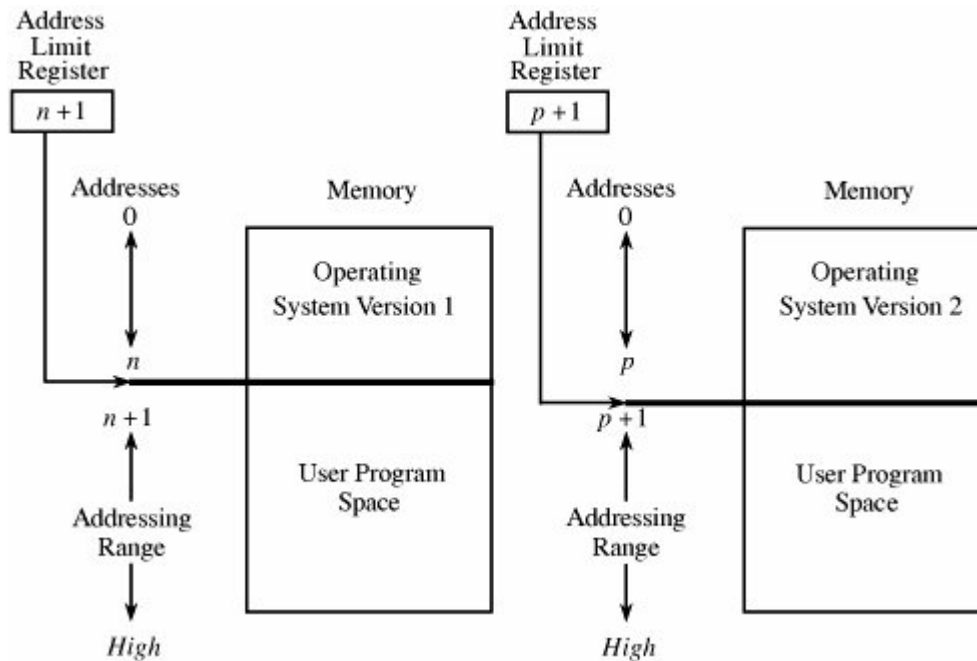 Address
Limit
Register
n + 1
Addresses
0
n
n + 1
Addressing
Range
High
Memory
Operating
System Version 1
User Program
Space
Address
Limit
Register
p + 1
Addresses
0
p
p + 1
Addressing
Range
High
Memory
Operating
System Version 2
User Program
Space